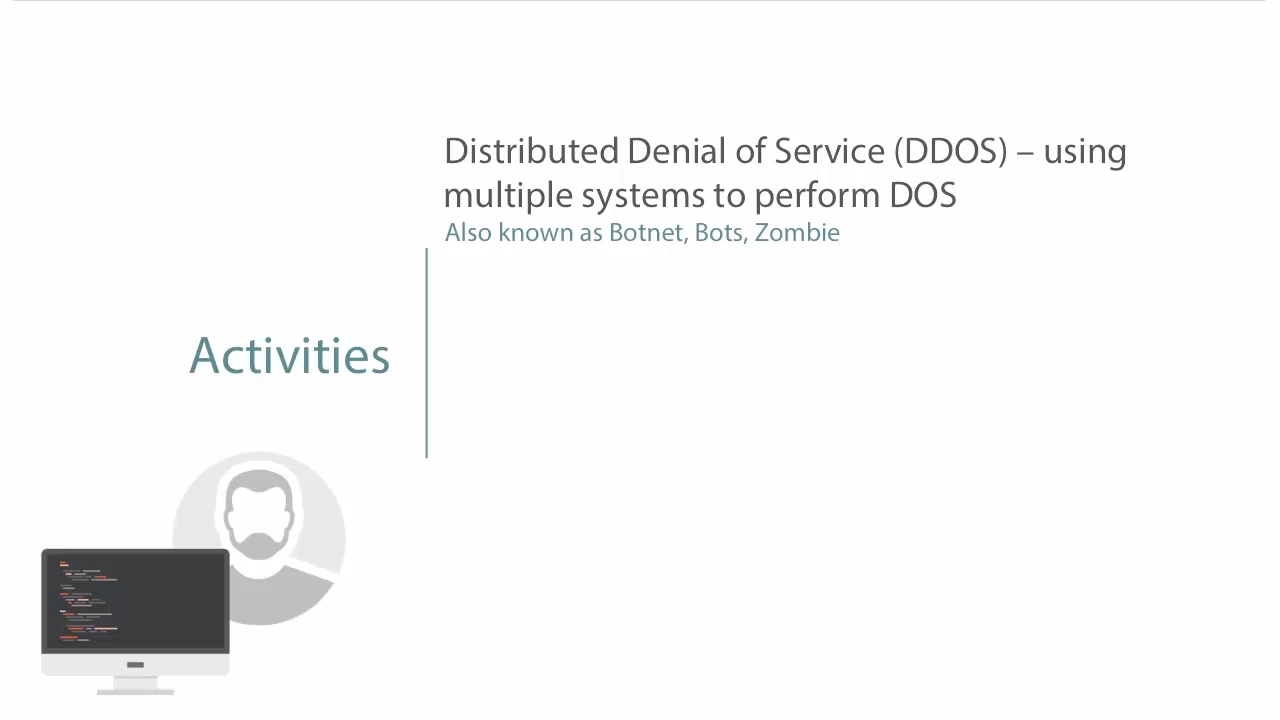 Distributed Denial of Service (DDOS) – using
multiple systems to perform DOS
Also known as Botnet, Bots, Zombie
Activities